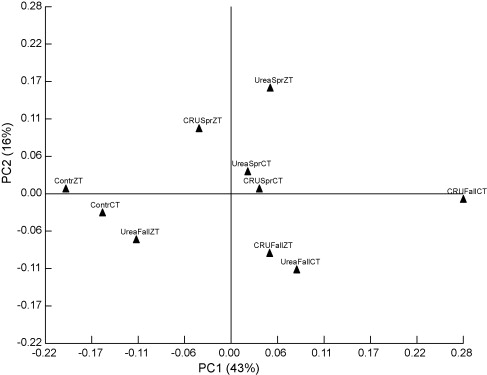 0.28
0.22
UreaSprZT
0.17
CRUSprZT
0.11
PC2 (16%)
UreaSprCT
0.06
ContrZT
CRUSprCT
CRUFallCT
0.00
ContrCT
UreaFallZT
-0.06
CRUFallZT
UreaFallCT
-0.11
-0.17
-0.22
-0.22 -0.17 -0.11 -0.06 0.00 0.06 0.11 0.17 0.22 0.28
PC1 (43%)